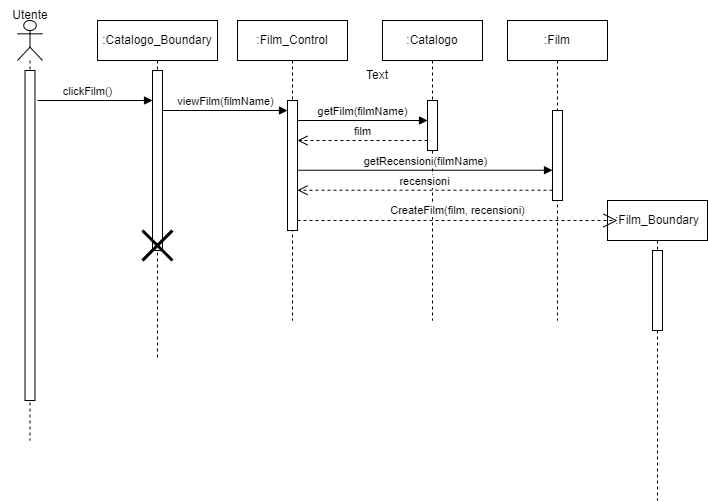 Utente
:Catalogo_Boundary
:Film_Control
:Catalogo
:Film
Text
clickFilm()
viewFilm(filmName)
getFilm(filmName)
film
getRecensioni(filmName)
recensioni
CreateFilm(film, recensioni)
:Film_Boundary